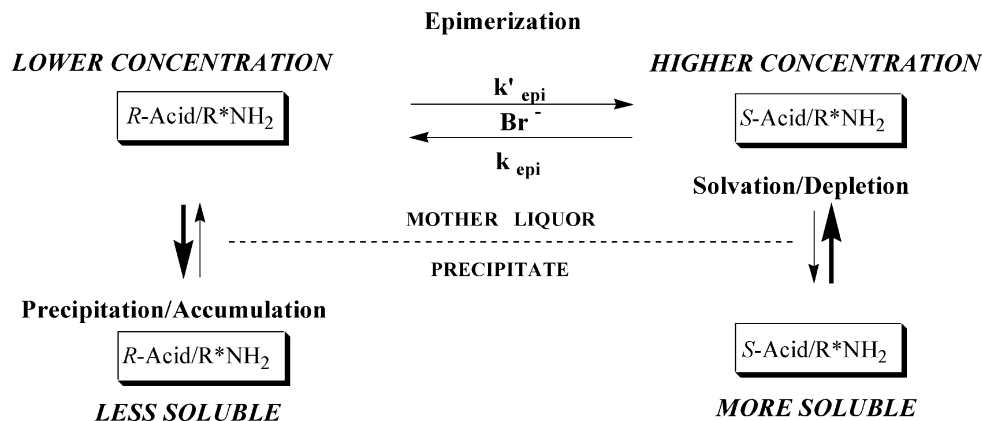 Epimerization
LOWER CONCENTRATION
HIGHER CONCENTRATION
R-Acid/R*NH2
k'epi
Br-
k epi
S-Acid/R*NH2
Solvation/Depletion
MOTHER LIQUOR
PRECIPITATE
Precipitation/Accumulation
R-Acid/R*NH2
S-Acid/R*NH2
LESS SOLUBLE
MORE SOLUBLE